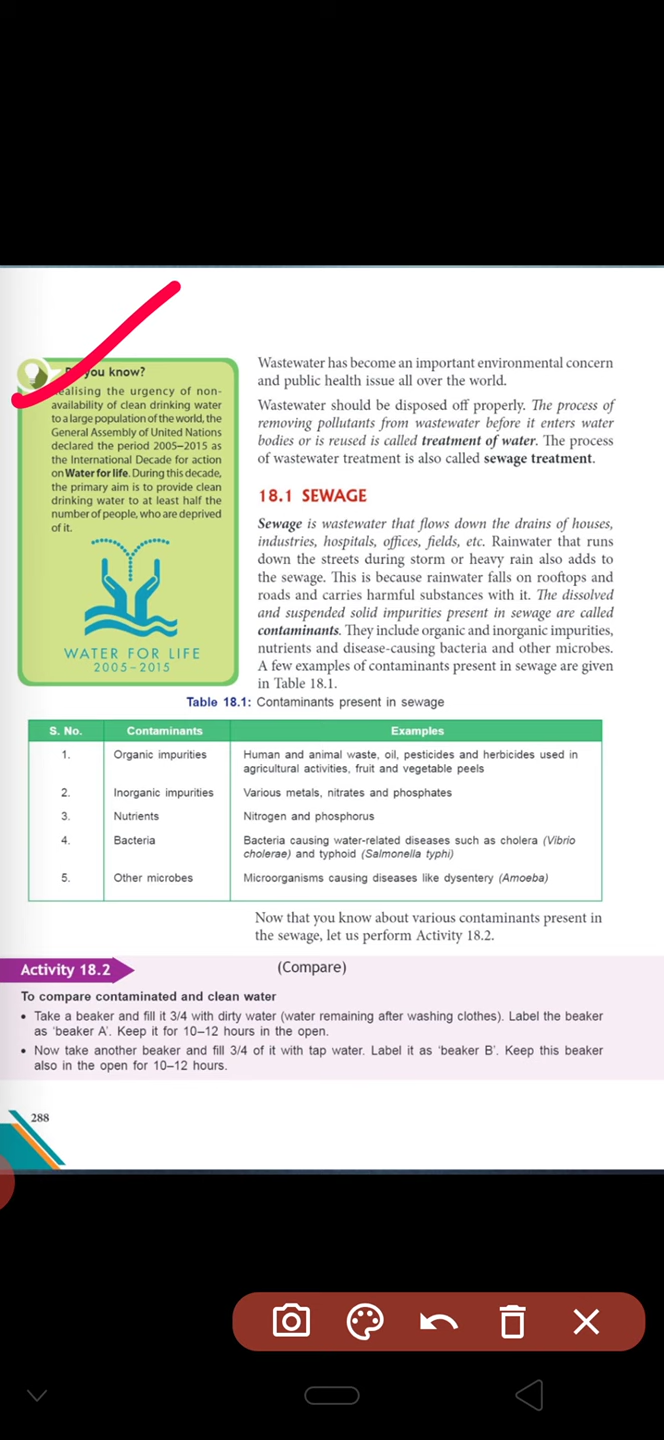 you know?
ealising the urgency of non-
availability of clean drinking water
to a large population of the world, the
General Assembly of United Nations
declared the period 2005–2015 as
the International Decade for action
on Water for life. During this decade,
the primary aim is to provide clean
drinking water to at least half the
number of people, who are deprived
of it.
WATER FOR LIFE
2005–2015
Wastewater has become an important environmental concern
and public health issue all over the world.
Wastewater should be disposed off properly. The process of
removing pollutants from wastewater before it enters water
bodies or is reused is called treatment of water. The process
of wastewater treatment is also called sewage treatment.
18.1 SEWAGE
Sewage is wastewater that flows down the drains of houses,
industries, hospitals, offices, fields, etc. Rainwater that runs
down the streets during storm or heavy rain also adds to
the sewage. This is because rainwater falls on rooftops and
roads and carries harmful substances with it. The dissolved
and suspended solid impurities present in sewage are called
contaminants. They include organic and inorganic impurities,
nutrients and disease-causing bacteria and other microbes.
A few examples of contaminants present in sewage are given
in Table 18.1.
Table 18.1: Contaminants present in sewage
S. No. Contaminants Examples
1. Organic impurities Human and animal waste, oil, pesticides and herbicides used in
agricultural activities, fruit and vegetable peels
2. Inorganic impurities Various metals, nitrates and phosphates
3. Nutrients Nitrogen and phosphorus
4. Bacteria Bacteria causing water-related diseases such as cholera (Vibrio
cholerae) and typhoid (Salmonella typhi)
5. Other microbes Microorganisms causing diseases like dysentery (Amoeba)
Now that you know about various contaminants present in
the sewage, let us perform Activity 18.2.
Activity 18.2 (Compare)
To compare contaminated and clean water
• Take a beaker and fill it 3/4 with dirty water (water remaining after washing clothes). Label the beaker
as ‘beaker A’. Keep it for 10–12 hours in the open.
• Now take another beaker and fill 3/4 of it with tap water. Label it as ‘beaker B’. Keep this beaker
also in the open for 10–12 hours.
288